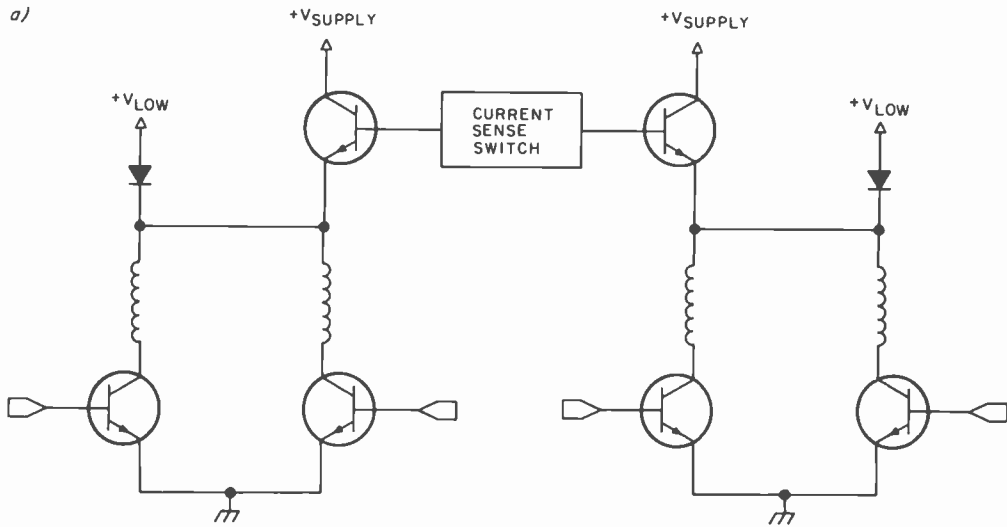 a)
+VSUPPLY
+VSUPPLY
+VLOW
+VLOW
CURRENT
SENSE
SWITCH